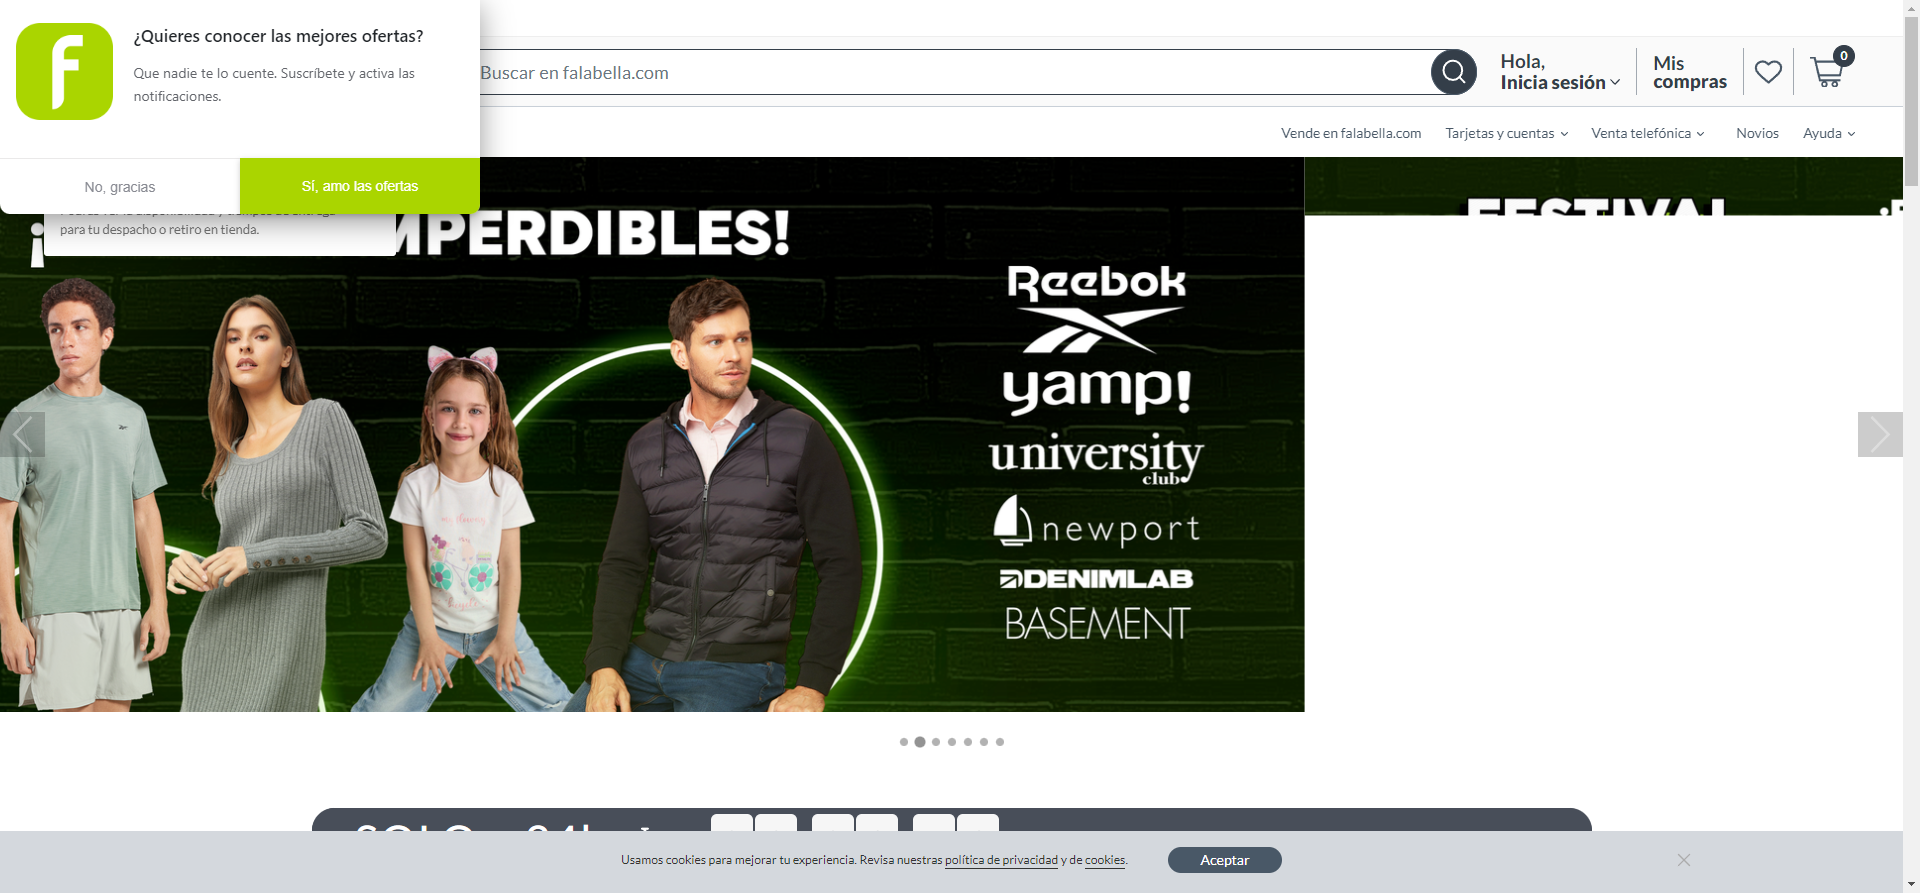 ¿Quieres conocer las mejores ofertas?
Que nadie te lo cuente. Suscríbete y activa las
notificaciones.
No, gracias
Sí, amo las ofertas
Buscar en falabella.com
Hola,
Inicia sesión
Mis
compras
0
Vende en falabella.com
Tarjetas y cuentas
Venta telefónica
Novios
Ayuda
para tu despacho o retiro en tienda.
MPERDIBLES!
FESTIVAL
Reebok
yamp!
university
club
newport
DENIMLAB
BASEMENT
Usamos cookies para mejorar tu experiencia. Revisa nuestras política de privacidad y de cookies.
Aceptar